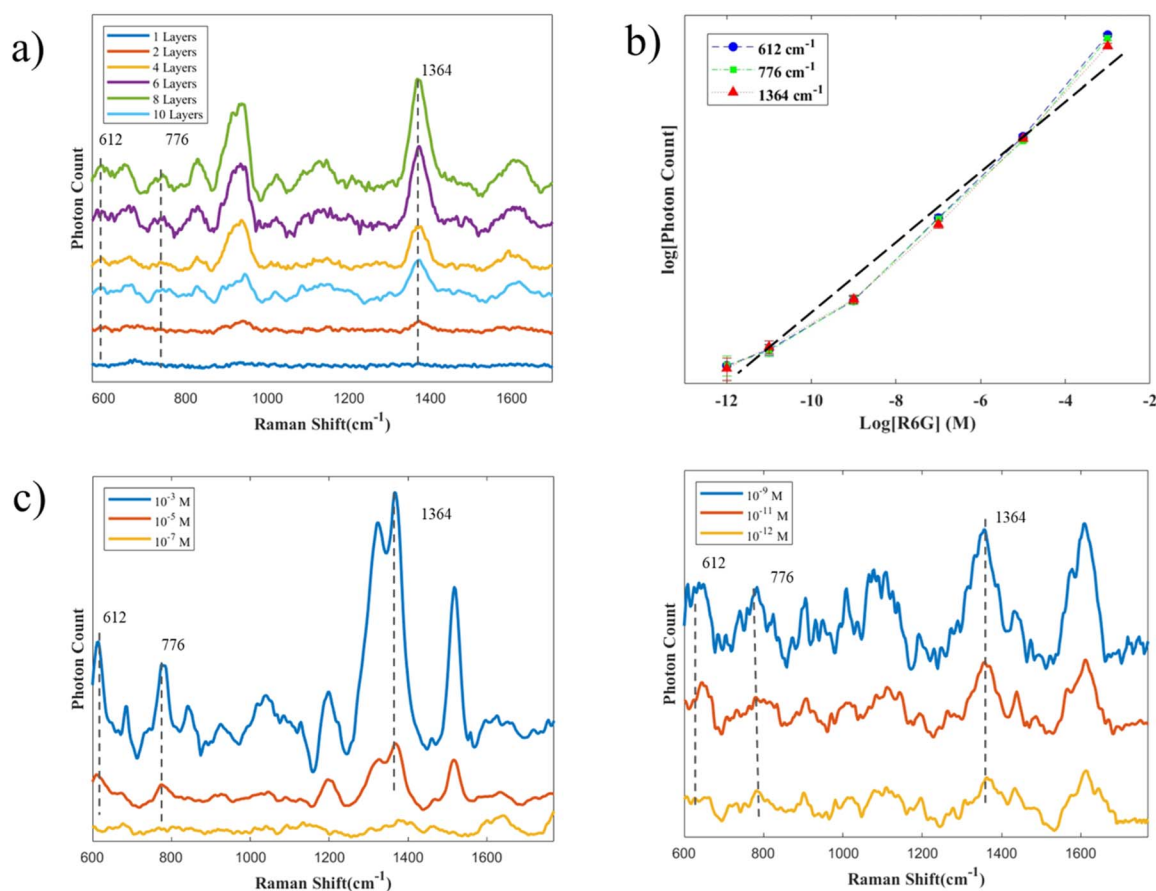 a)
1 Layers
2 Layers
4 Layers
6 Layers
8 Layers
10 Layers
612
776
1364
Photon Count
600 800 1000 1200 1400 1600
Raman Shift(cm⁻¹)
b)
612 cm⁻¹
776 cm⁻¹
1364 cm⁻¹
log[Photon Count]
-12 -10 -8 -6 -4 -2
Log[R6G] (M)
c)
10⁻³ M
10⁻⁵ M
10⁻⁷ M
612
776
1364
Photon Count
600 800 1000 1200 1400 1600
Raman Shift(cm⁻¹)
10⁻⁹ M
10⁻¹¹ M
10⁻¹² M
612
776
1364
Photon Count
600 800 1000 1200 1400 1600
Raman Shift(cm⁻¹)